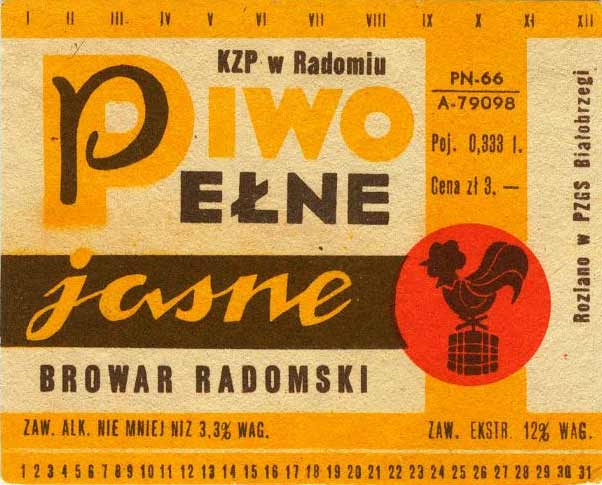 I II III IV V VI VII VIII IX X XI XII
KZP w Radomiu
PIWO
PEŁNE
jasne
BROWAR RADOMSKI
PN-66
A-79098
Poj. 0,333 l.
Cena zł 3.—
Rozlano w PZGS Białobrzegi
ZAW. ALK. NIE MNIEJ NIZ 3,3% WAG.
ZAW. EKSTR. 12% WAG.
1 2 3 4 5 6 7 8 9 10 11 12 13 14 15 16 17 18 19 20 21 22 23 24 25 26 27 28 29 30 31